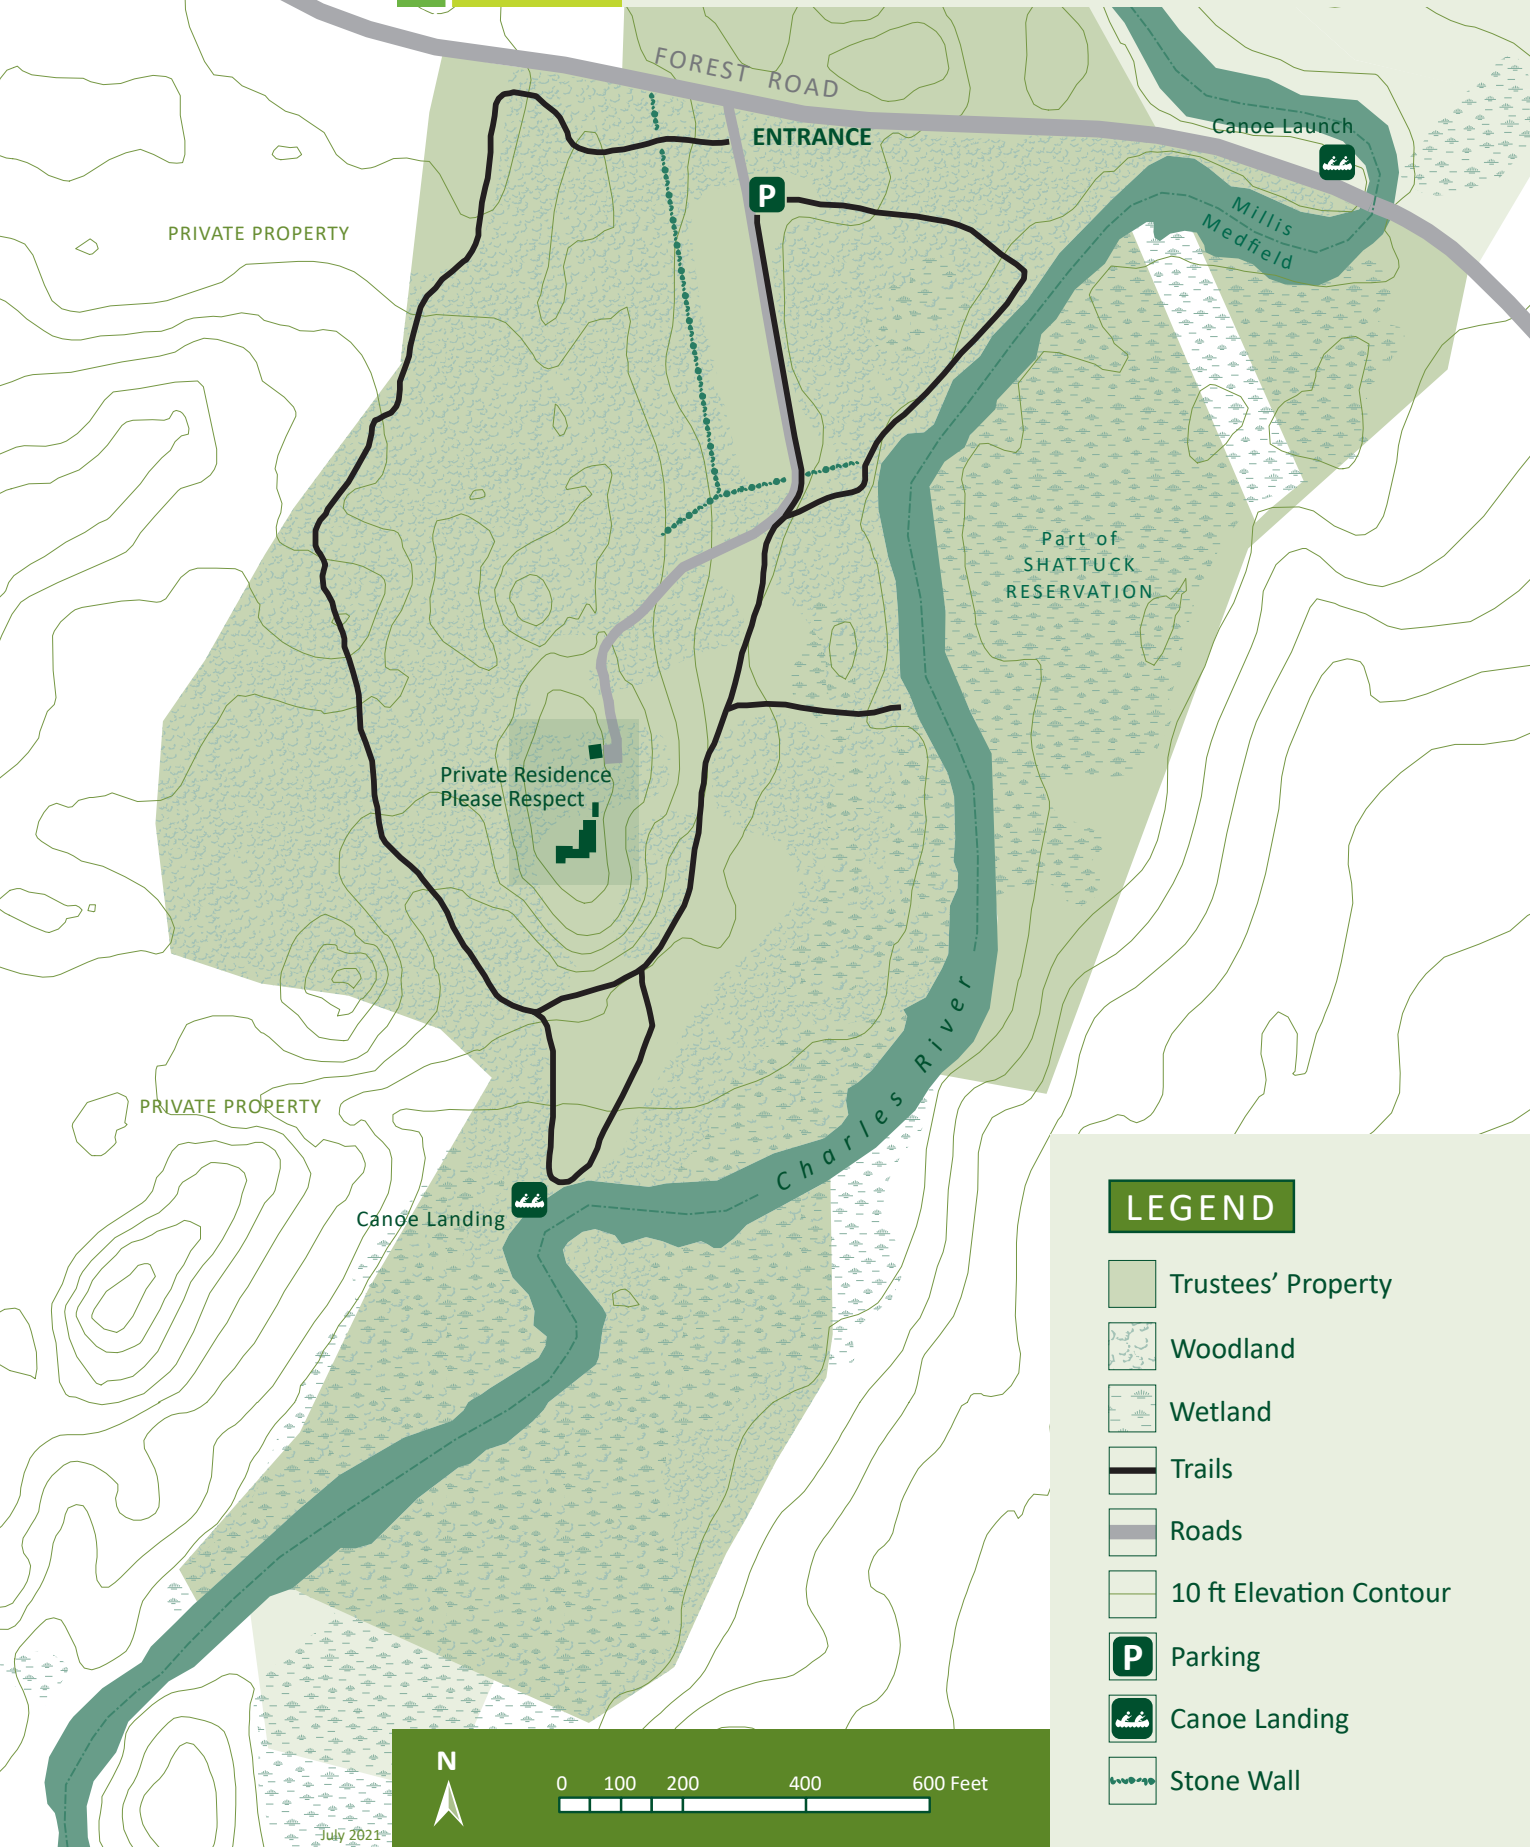 FOREST ROAD
Canoe Launch
ENTRANCE
P
Millis
Medfield
PRIVATE PROPERTY
Part of
SHATTUCK
RESERVATION
Private Residence
Please Respect
Charles River
PRIVATE PROPERTY
Canoe Landing
LEGEND
Trustees’ Property
Woodland
Wetland
Trails
Roads
10 ft Elevation Contour
P Parking
Canoe Landing
Stone Wall
N
0 100 200 400 600 Feet
July 2021